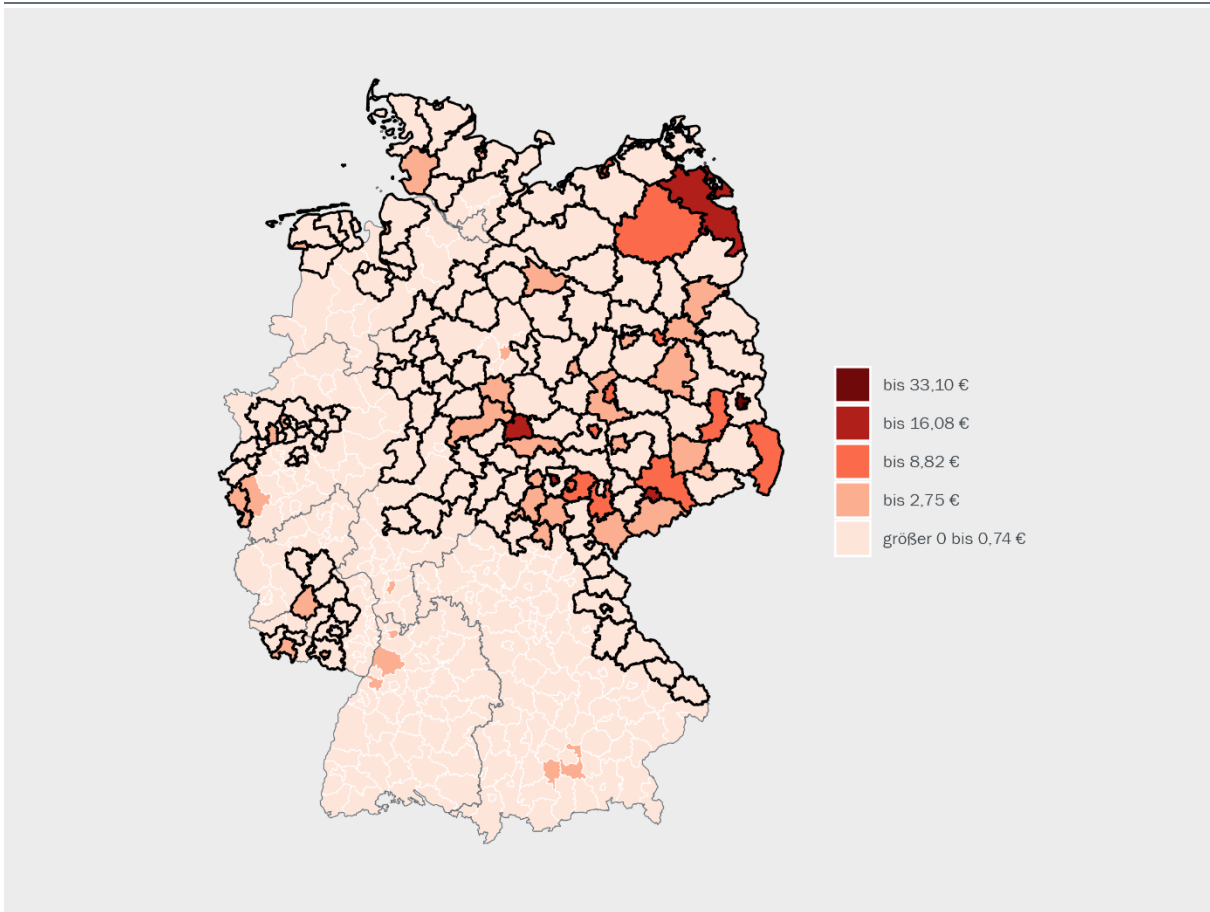 bis 33,10 €
bis 16,08 €
bis 8,82 €
bis 2,75 €
größer 0 bis 0,74 €